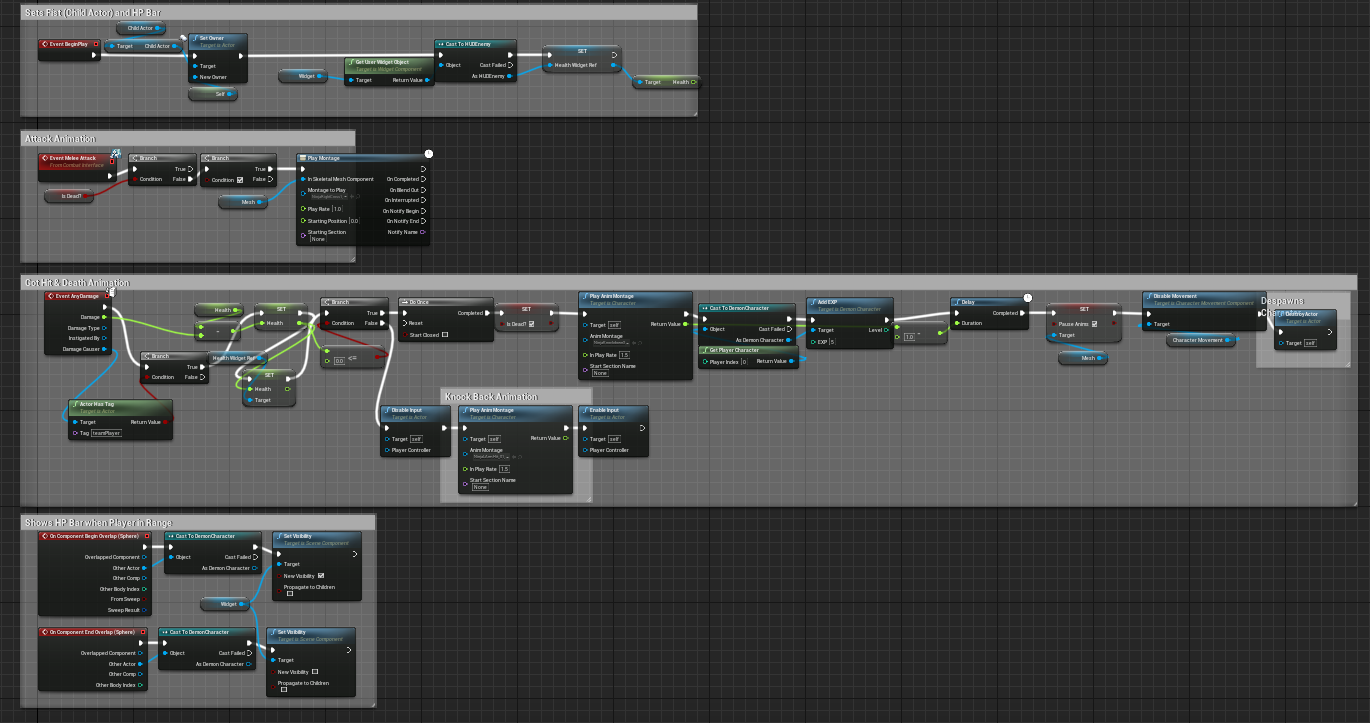 Sets Fist (Child Actor) and HP Bar
Child Actor
Event BeginPlay
Target
Child Actor
Set Owner
Target is Actor
Target
New Owner
Self
Widget
Get User Widget Object
Target is Widget Component
Target
Return Value
Cast To HUDEnemy
Object
Cast Failed
As HUDEnemy
SET
Health Widget Ref
Target
Health
Attack Animation
Event Melee Attack
From Combat Interface
Is Dead?
Branch
True
Condition
False
Branch
True
Condition
False
Mesh
Play Montage
In Skeletal Mesh Component
On Completed
Montage to Play
On Blend Out
On Interrupted
Play Rate 1.0
On Notify Begin
Starting Position 0.0
On Notify End
Starting Section
Notify Name
None
Got Hit & Death Animation
Event AnyDamage
Damage
Damage Type
Instigated By
Damage Causer
Actor Has Tag
Target is Actor
Target
Return Value
Tag teamPlayer
Branch
True
Condition
False
Health
-
Health Widget Ref
SET
Health
SET
Health
Target
Branch
True
Condition
False
0.0
<=
Do Once
Completed
Reset
Start Closed
SET
Is Dead?
Play Anim Montage
Target is Character
Target self
Return Value
Anim Montage
In Play Rate 1.5
Start Section Name
None
Cast To DemonCharacter
Object
Cast Failed
As Demon Character
Get Player Character
Player Index 0
Return Value
Add EXP
Target is Demon Character
Target
Level
EXP 5
1.0
-
Delay
Completed
Duration
SET
Pause Anims
Target
Mesh
Disable Movement
Target is Character Movement Component
Target
Character Movement
Despawns
Target self
Knock Back Animation
Disable Input
Target is Actor
Target self
Player Controller
Play Anim Montage
Target is Character
Target self
Return Value
Anim Montage
In Play Rate 1.5
Start Section Name
None
Enable Input
Target is Actor
Target self
Player Controller
Shows HP Bar when Player in Range
On Component Begin Overlap (Sphere)
Overlapped Component
Other Actor
Other Comp
Other Body Index
From Sweep
Sweep Result
Cast To DemonCharacter
Object
Cast Failed
As Demon Character
Set Visibility
Target is Scene Component
Target
New Visibility
Propagate to Children
Widget
On Component End Overlap (Sphere)
Overlapped Component
Other Actor
Other Comp
Other Body Index
Cast To DemonCharacter
Object
Cast Failed
As Demon Character
Set Visibility
Target is Scene Component
Target
New Visibility
Propagate to Children